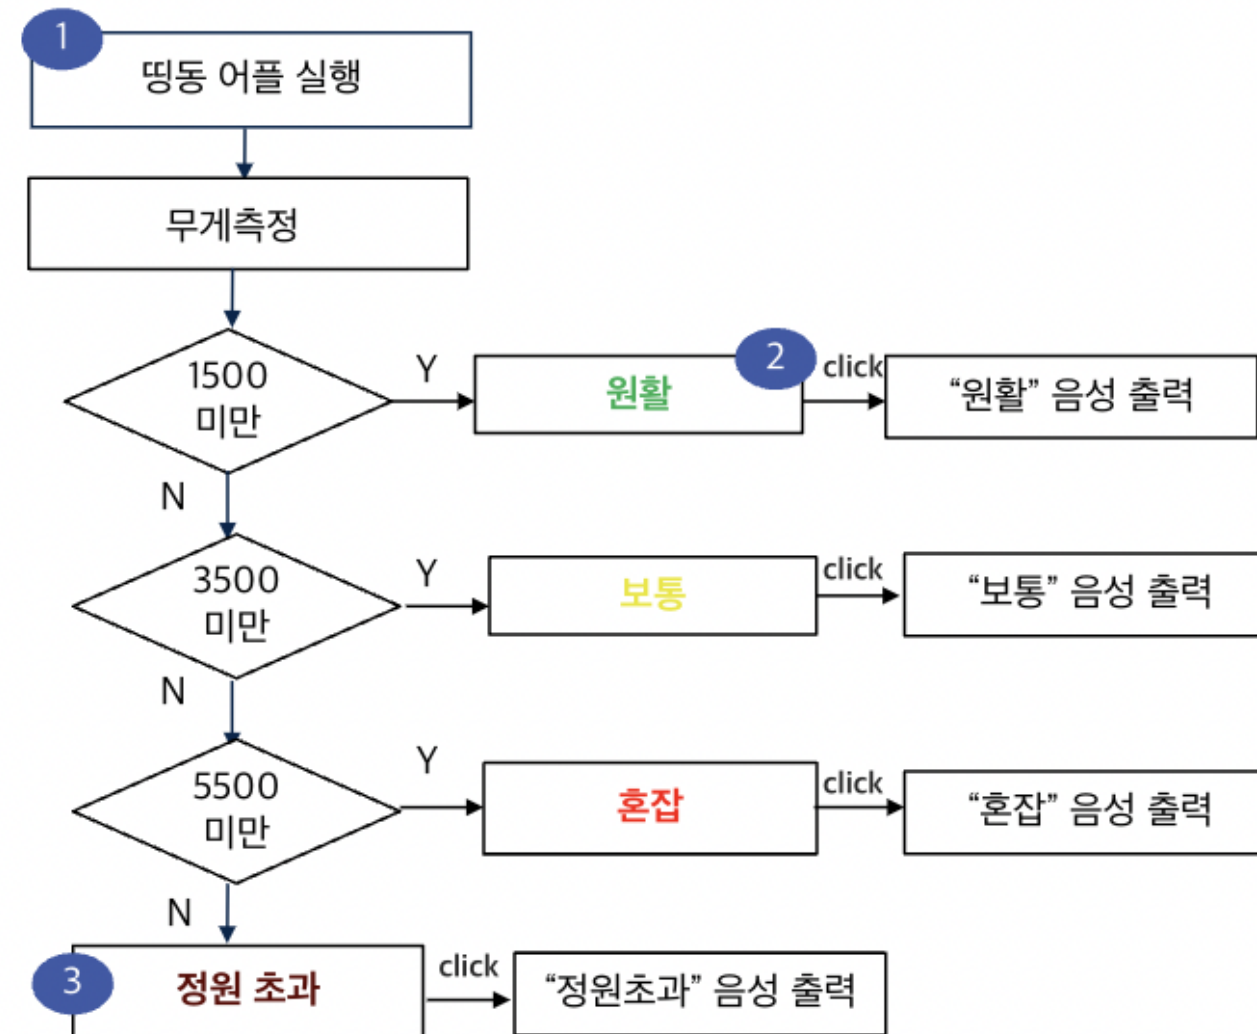 1
띵동 어플 실행
무게측정
1500
미만
Y
원활
2
click
“원활” 음성 출력
N
3500
미만
Y
보통
click
“보통” 음성 출력
N
5500
미만
Y
혼잡
click
“혼잡” 음성 출력
N
3
정원 초과
click
“정원초과” 음성 출력